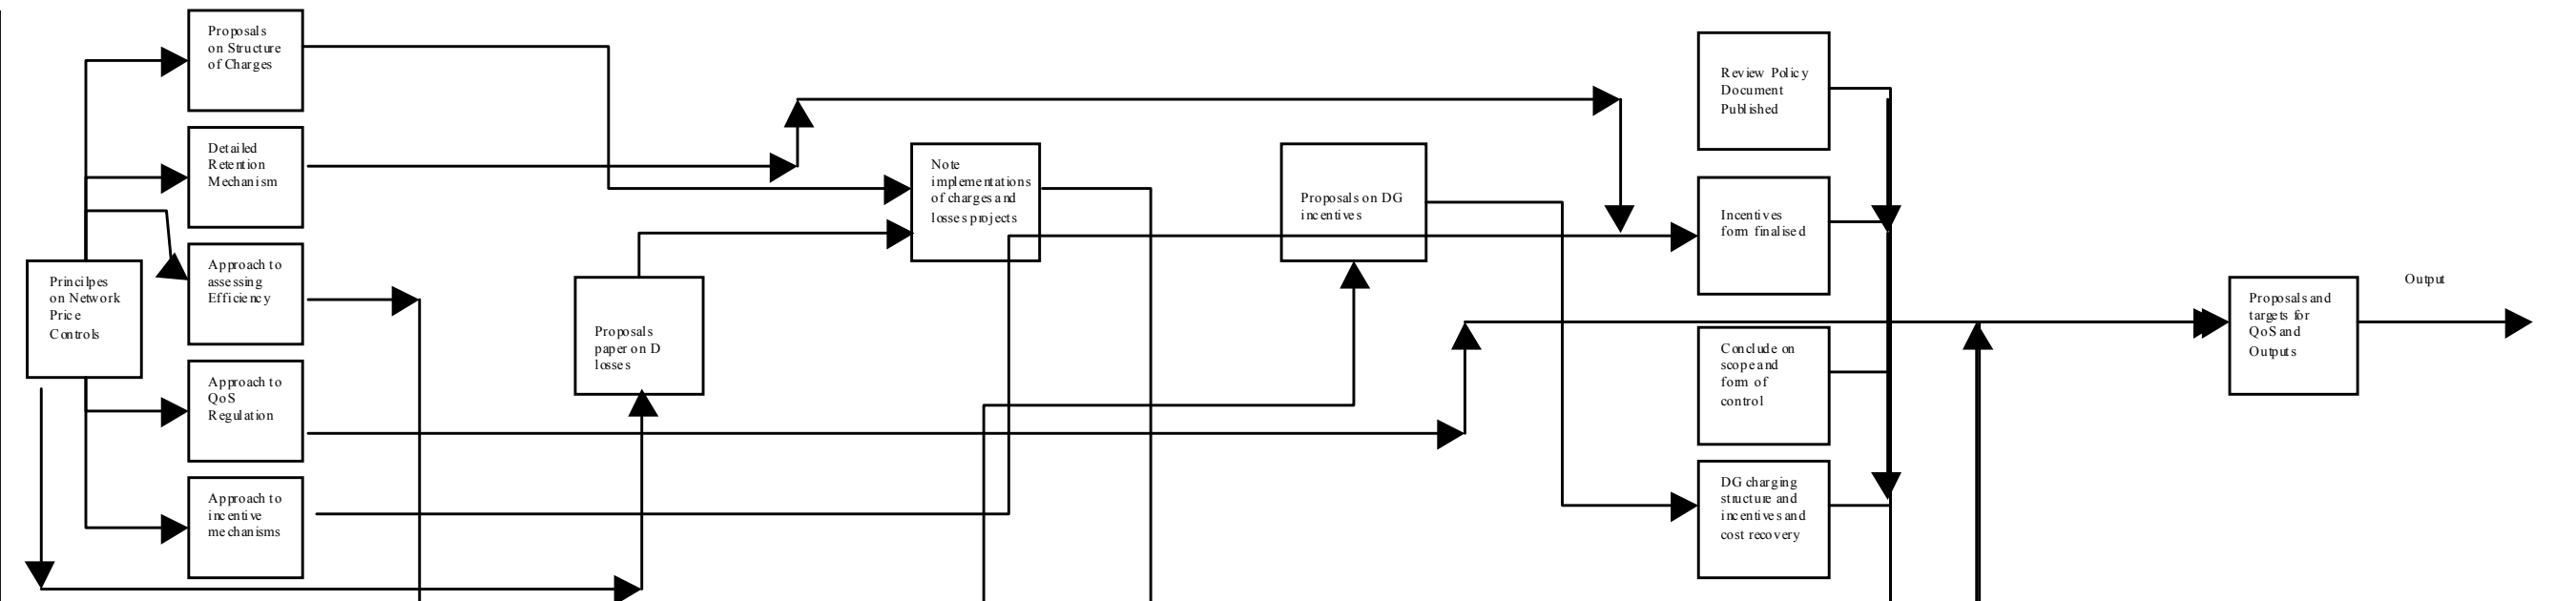 Proposals
on Structure
of Charges
Detailed
Retention
Mechanism
Approach to
assessing
Efficiency
Princilpes
on Network
Price
Controls
Approach to
QoS
Regulation
Approach to
incentive
mechanisms
Proposals
paper on D
losses
Note
implementations
of charges and
losses projects
Proposals on DG
incentives
Review Policy
Document
Published
Incentives
form finalised
Conclude on
scope and
form of
control
DG charging
structure and
incentives and
cost recovery
Proposals and
targets for
QoS and
Outputs
Output